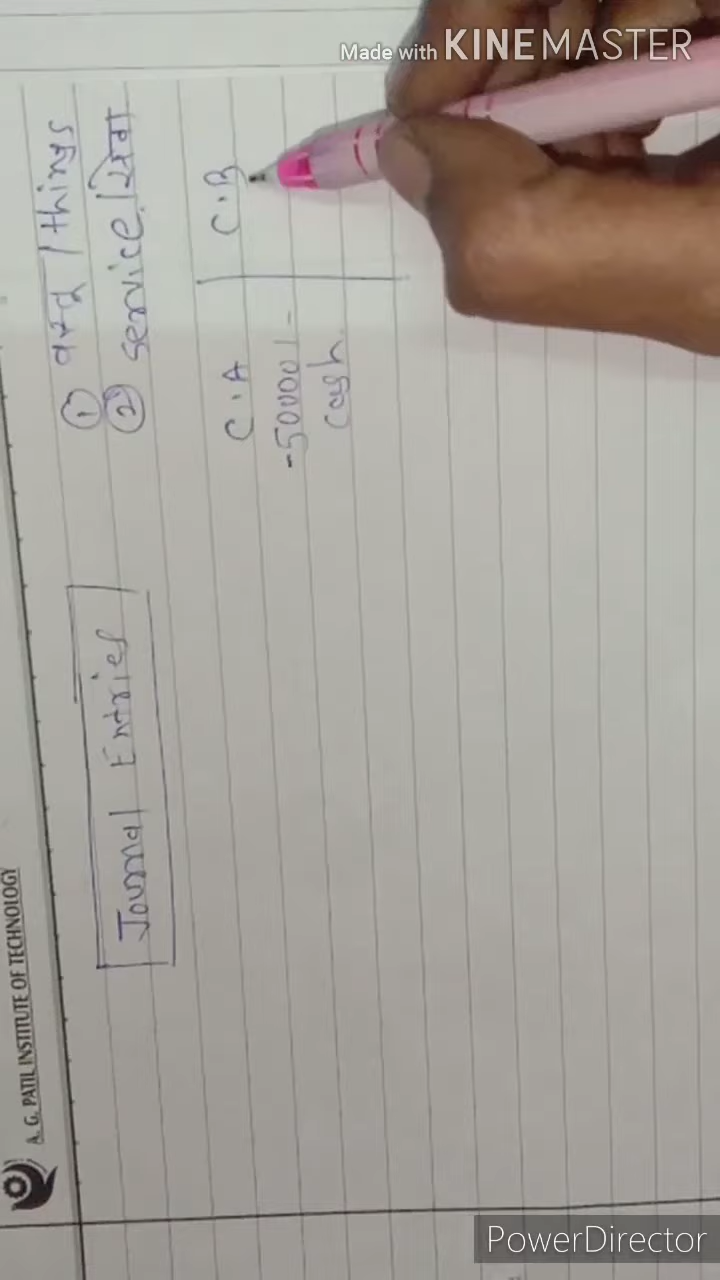 Made with KINEMASTER
A. G. PATIL INSTITUTE OF TECHNOLOGY
Journal Entries
① वस्तु / things
② service / सेवा
C.A | C.B
-50000/-
cash
PowerDirector